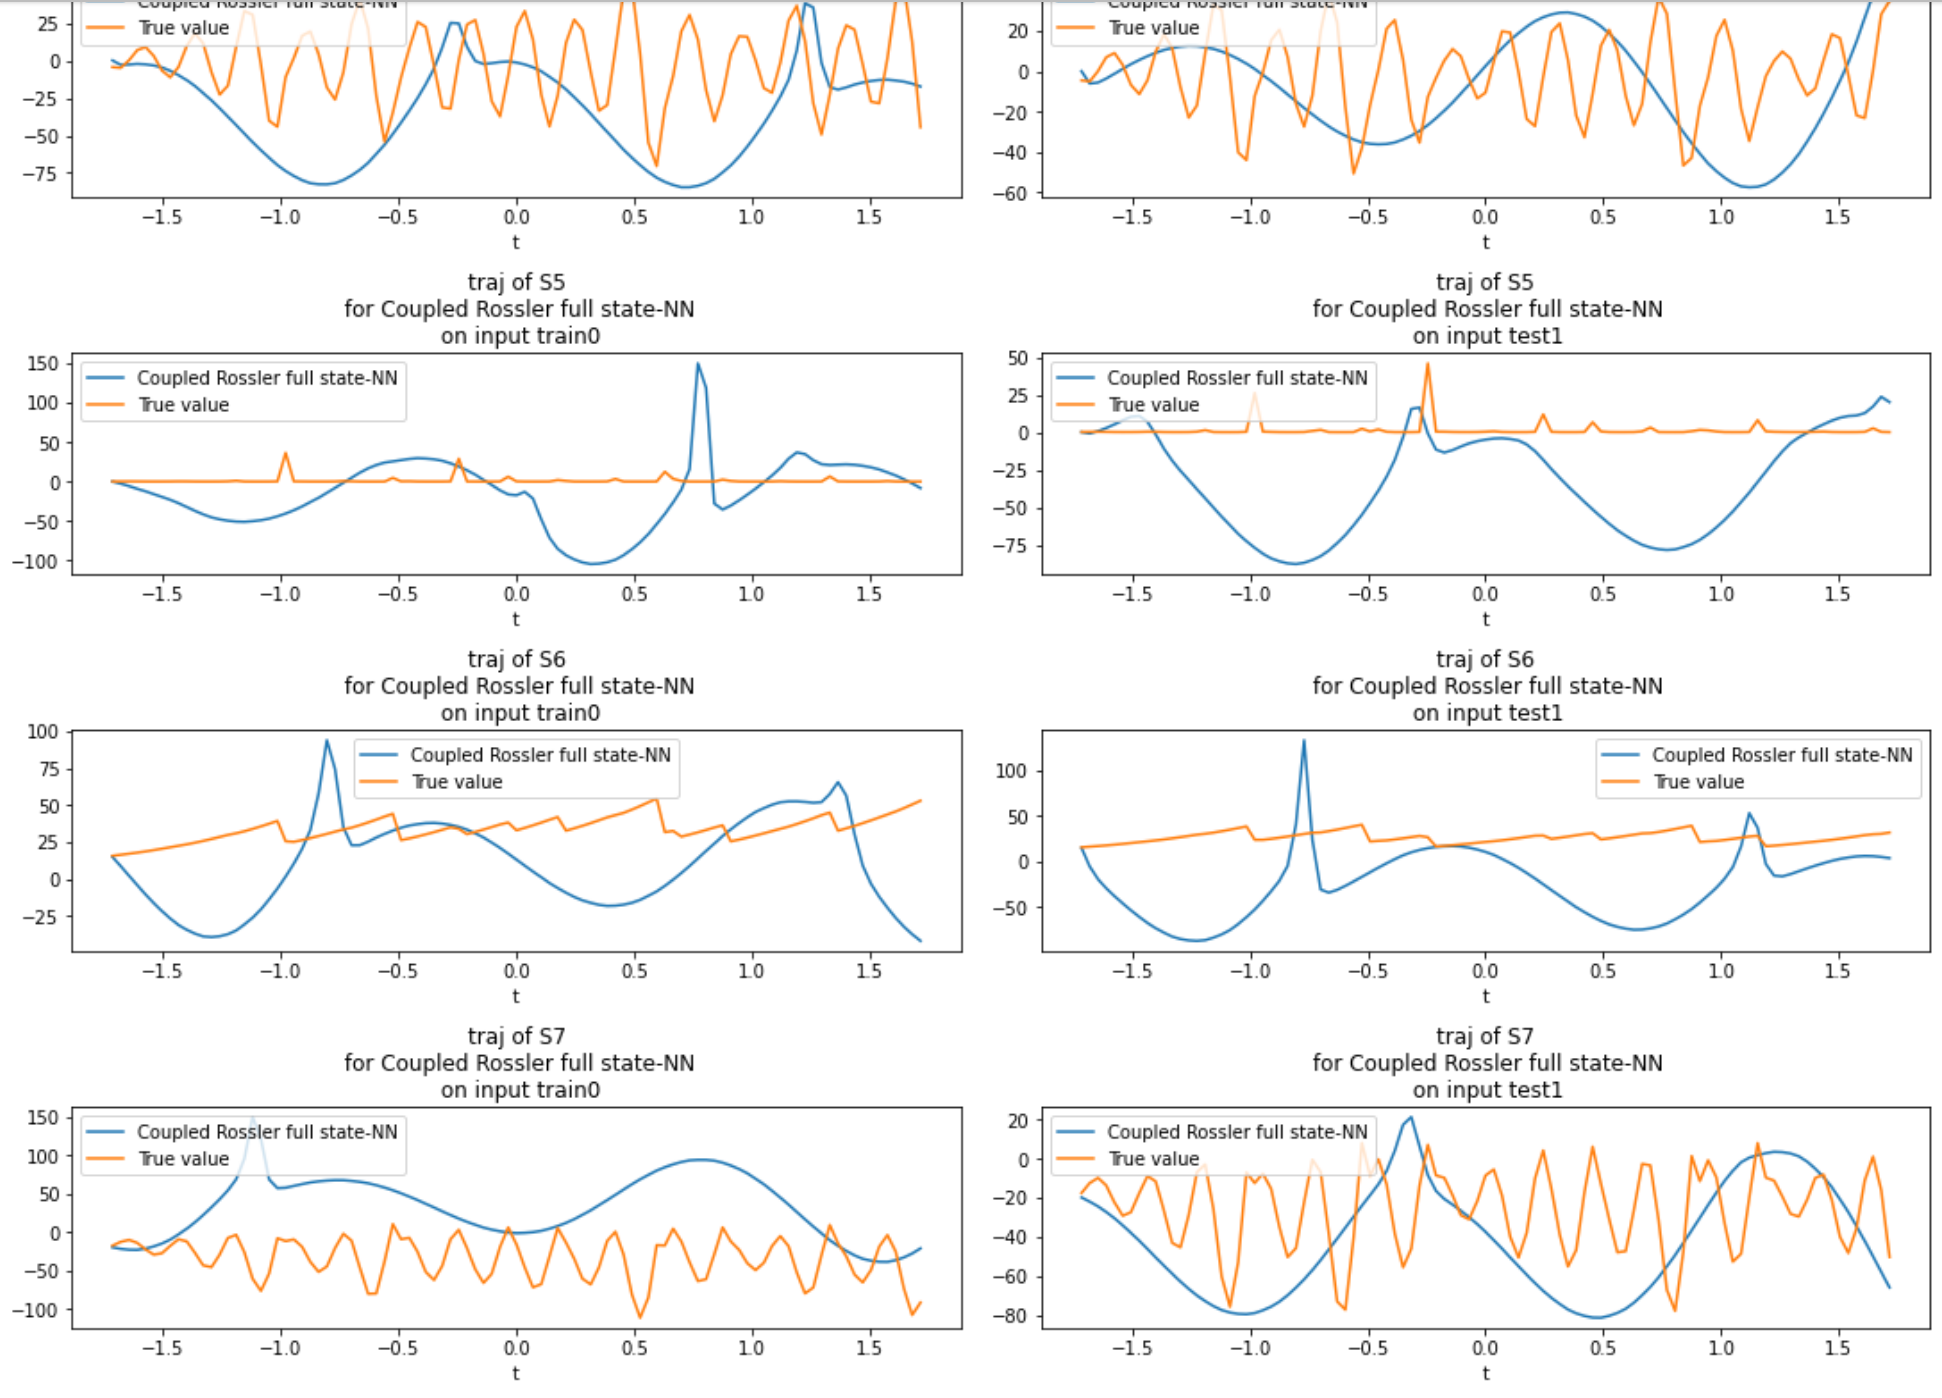 Coupled Rossler full state-NN
True value
25
0
−25
−50
−75
−1.5 −1.0 −0.5 0.0 0.5 1.0 1.5
t
Coupled Rossler full state-NN
True value
20
0
−20
−40
−60
−1.5 −1.0 −0.5 0.0 0.5 1.0 1.5
t
traj of S5
for Coupled Rossler full state-NN
on input train0
Coupled Rossler full state-NN
True value
150
100
50
0
−50
−100
−1.5 −1.0 −0.5 0.0 0.5 1.0 1.5
t
traj of S5
for Coupled Rossler full state-NN
on input test1
Coupled Rossler full state-NN
True value
50
25
0
−25
−50
−75
−1.5 −1.0 −0.5 0.0 0.5 1.0 1.5
t
traj of S6
for Coupled Rossler full state-NN
on input train0
Coupled Rossler full state-NN
True value
100
75
50
25
0
−25
−1.5 −1.0 −0.5 0.0 0.5 1.0 1.5
t
traj of S6
for Coupled Rossler full state-NN
on input test1
Coupled Rossler full state-NN
True value
100
50
0
−50
−1.5 −1.0 −0.5 0.0 0.5 1.0 1.5
t
traj of S7
for Coupled Rossler full state-NN
on input train0
Coupled Rossler full state-NN
True value
150
100
50
0
−50
−100
−1.5 −1.0 −0.5 0.0 0.5 1.0 1.5
t
traj of S7
for Coupled Rossler full state-NN
on input test1
Coupled Rossler full state-NN
True value
20
0
−20
−40
−60
−80
−1.5 −1.0 −0.5 0.0 0.5 1.0 1.5
t